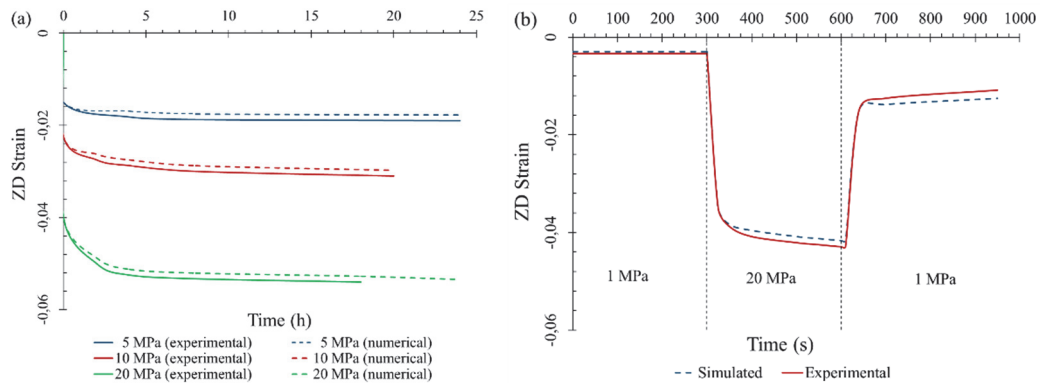 (a)
0 5 10 15 20 25
0
-0,02
-0,04
-0,06
ZD Strain
Time (h)
5 MPa (experimental) 5 MPa (numerical)
10 MPa (experimental) 10 MPa (numerical)
20 MPa (experimental) 20 MPa (numerical)
(b)
0 100 200 300 400 500 600 700 800 900 1000
0
-0,02
-0,04
-0,06
ZD Strain
1 MPa 20 MPa 1 MPa
Time (s)
Simulated Experimental